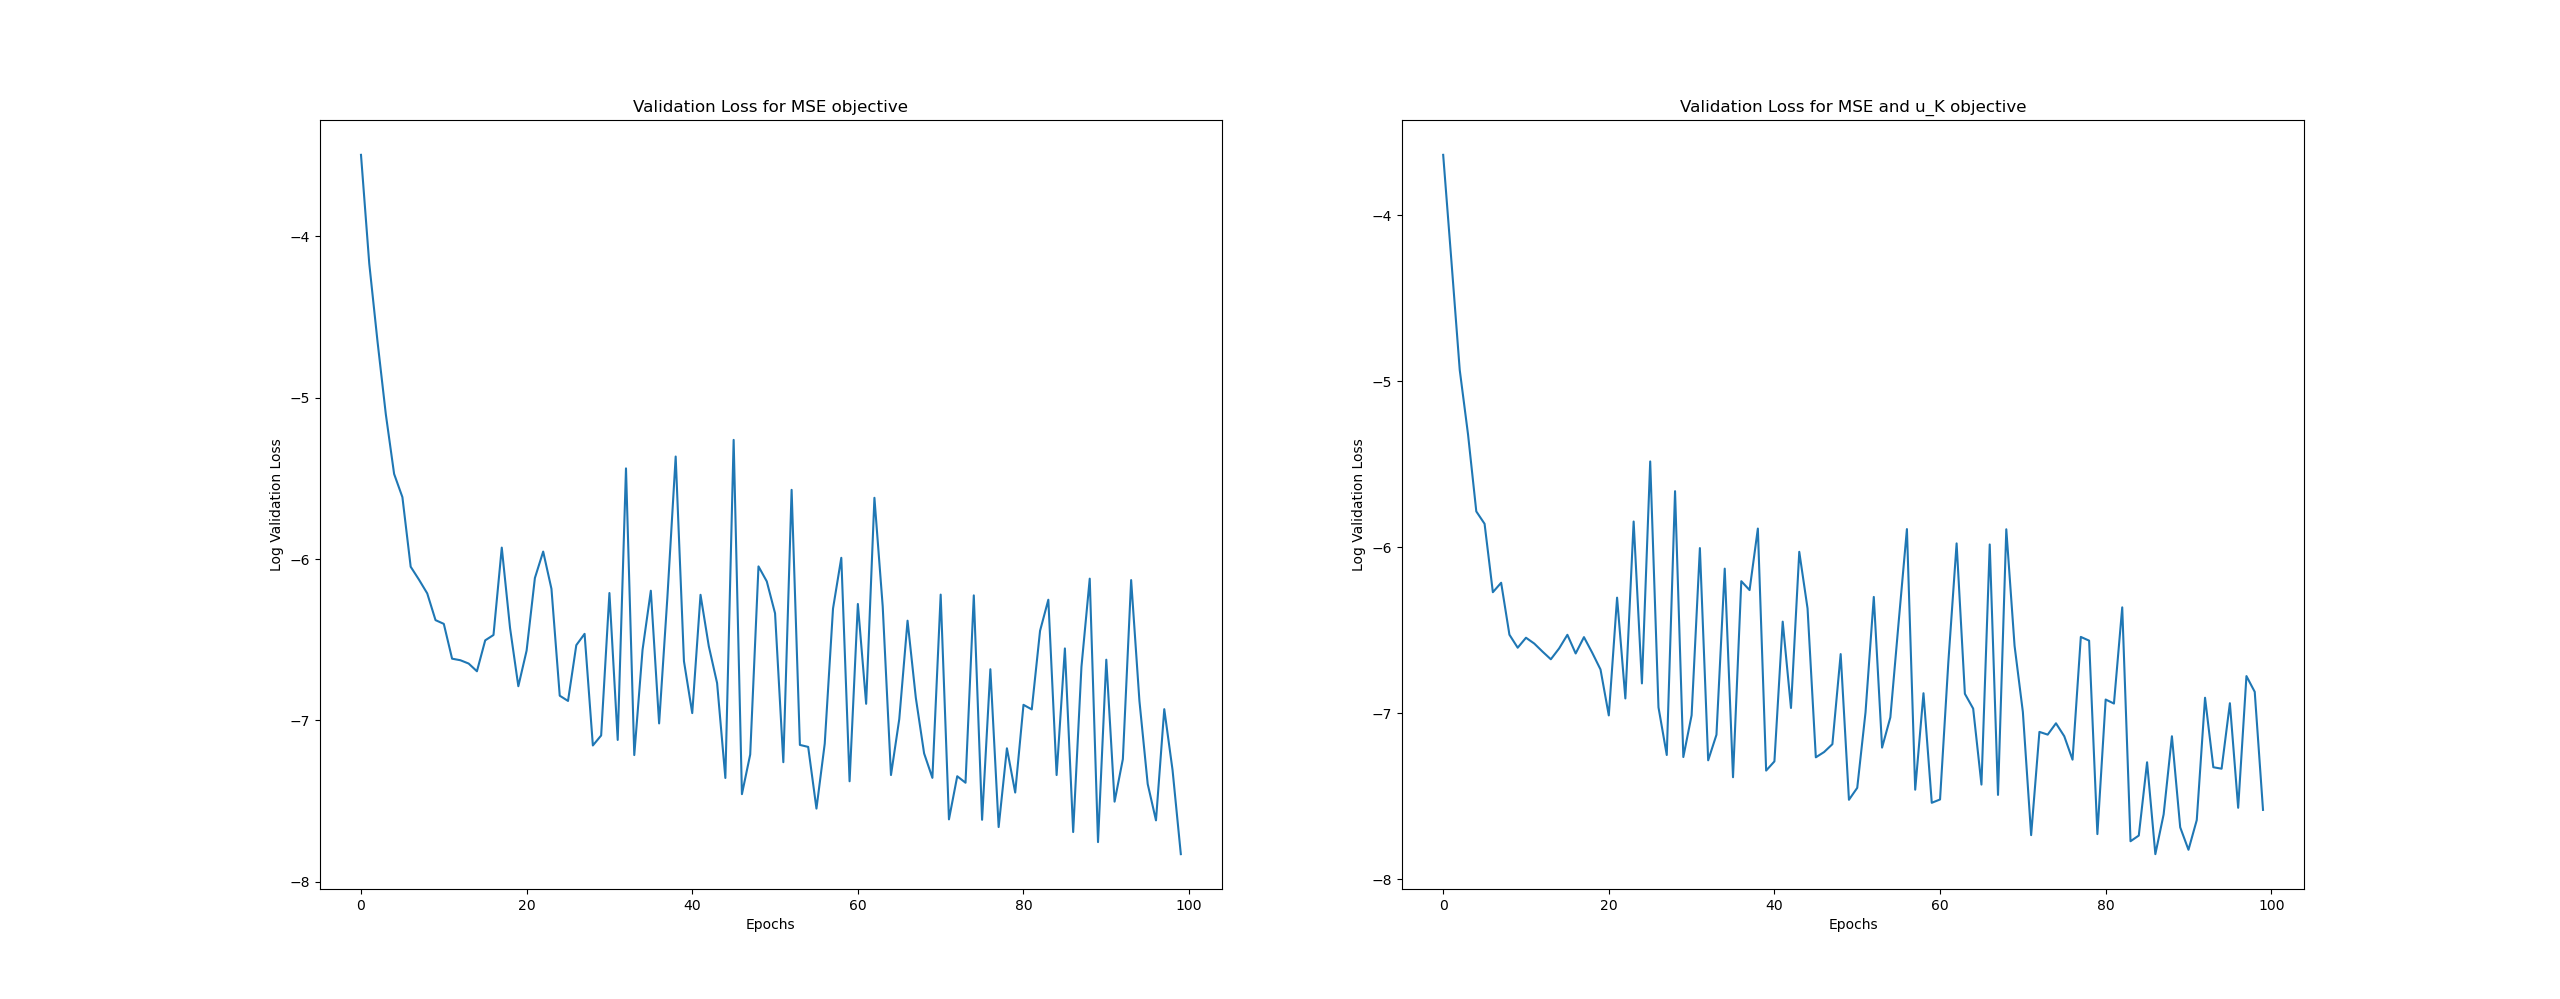 Validation Loss for MSE objective
Log Validation Loss
−4
−5
−6
−7
−8
0 20 40 60 80 100
Epochs
Validation Loss for MSE and u_K objective
Log Validation Loss
−4
−5
−6
−7
−8
0 20 40 60 80 100
Epochs